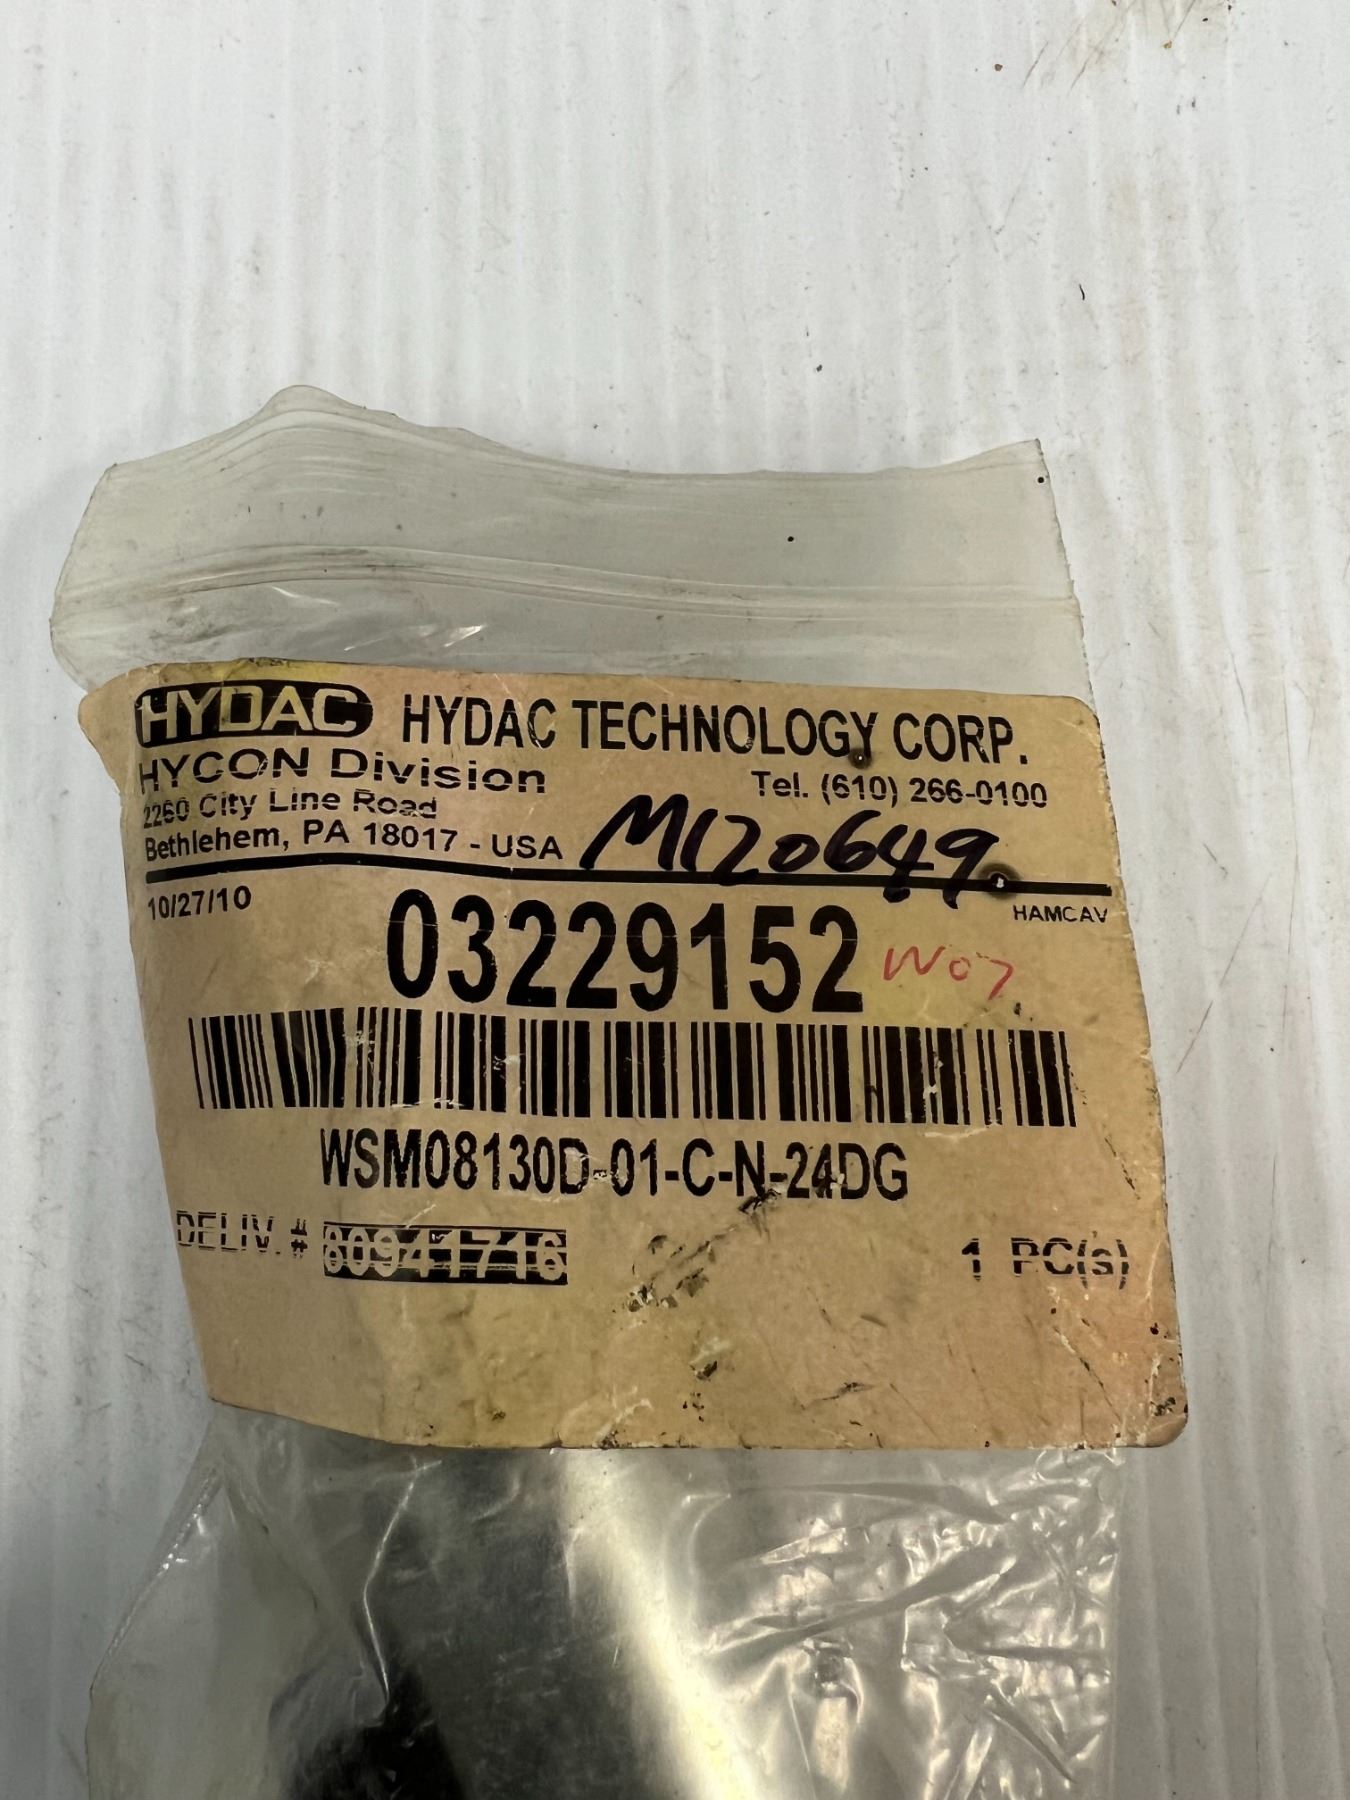 HYDAC HYDAC TECHNOLOGY CORP.
HYCON Division
Tel. (610) 266-0100
2260 City Line Road
Bethlehem, PA 18017 - USA
M120649
10/27/10
HAMCAV
03229152
W07
WSM08130D-01-C-N-24DG
DELIV. # 60941716
1 PC(s)